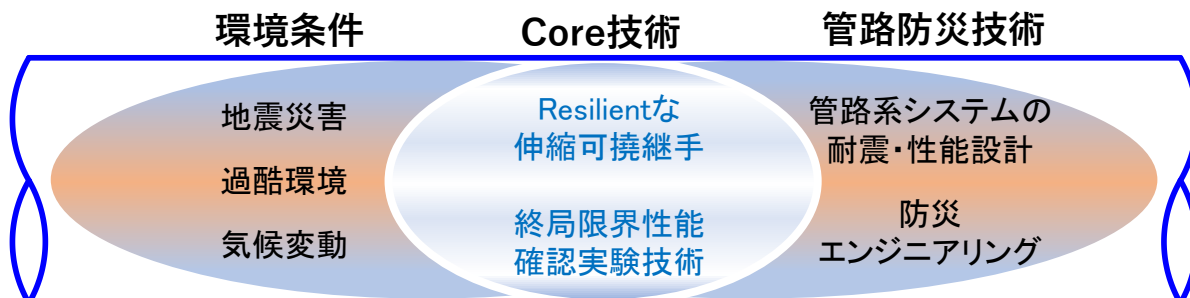 環境条件
Core技術
管路防災技術
地震災害
過酷環境
気候変動
Resilientな
伸縮可撓継手
終局限界性能
確認実験技術
管路系システムの
耐震・性能設計
防災
エンジニアリング